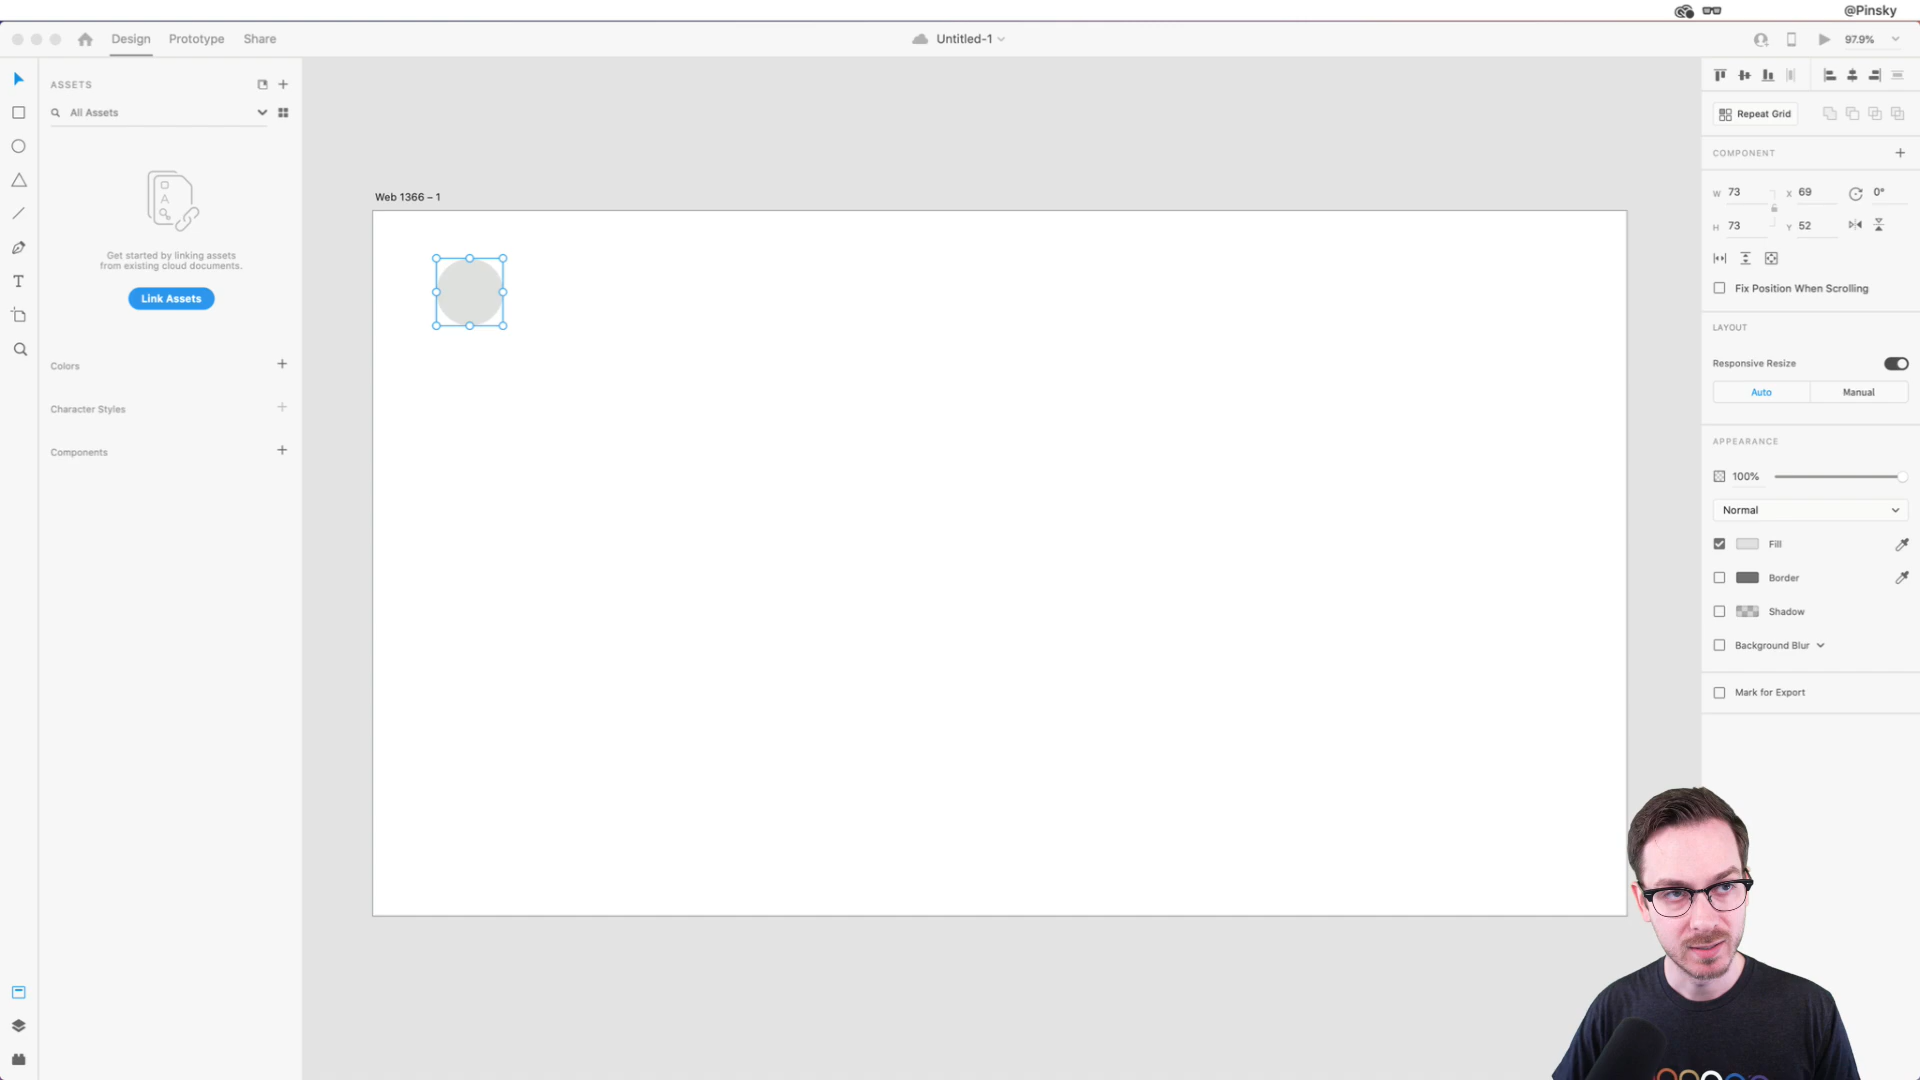 @Pinsky
Design Prototype Share
Untitled-1
97.9%
ASSETS
All Assets
Get started by linking assets
from existing cloud documents.
Link Assets
Colors
Character Styles
Components
Web 1366 – 1
Repeat Grid
COMPONENT
W 73 X 69 0°
H 73 Y 52
Fix Position When Scrolling
LAYOUT
Responsive Resize
Auto Manual
APPEARANCE
100%
Normal
Fill
Border
Shadow
Background Blur
Mark for Export